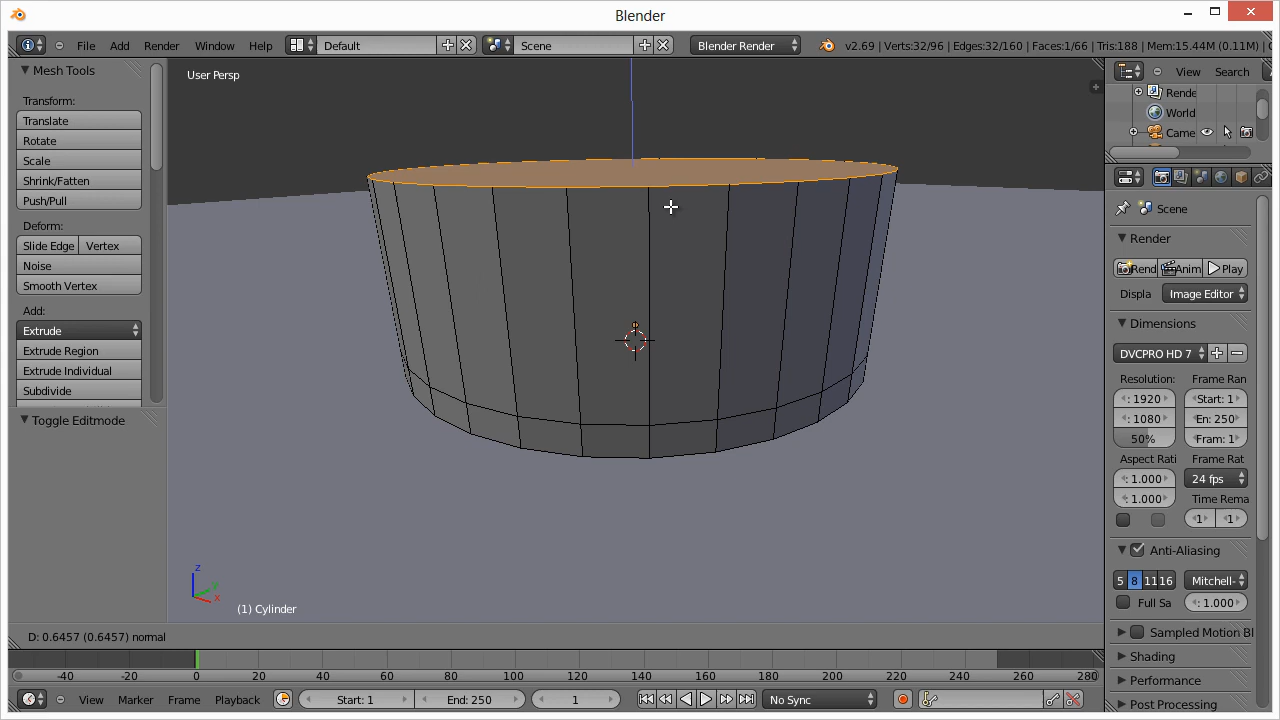 Blender
File Add Render Window Help Default Scene Blender Render v2.69 | Verts:32/96 | Edges:32/160 | Faces:1/66 | Tris:188 | Mem:15.44M (0.11M) |
Mesh Tools
Transform:
Translate
Rotate
Scale
Shrink/Fatten
Push/Pull
Deform:
Slide Edge Vertex
Noise
Smooth Vertex
Add:
Extrude
Extrude Region
Extrude Individual
Subdivide
Toggle Editmode
User Persp
z
y
x
(1) Cylinder
D: 0.6457 (0.6457) normal
View Search
Rende
World
Came
Scene
Render
Rend Anim Play
Displa Image Editor
Dimensions
DVCPRO HD 7
Resolution: Frame Ran
: 1920 Start: 1
: 1080 En: 250
50% Fram: 1
Aspect Rati Frame Rat
: 1.000 24 fps
: 1.000 Time Rema
1 1
Anti-Aliasing
5 8 11 16 Mitchell-
Full Sa : 1.000
Sampled Motion Bl
Shading
Performance
Post Processing
-40 -20 0 20 40 60 80 100 120 140 160 180 200 220 240 260 280
View Marker Frame Playback Start: 1 End: 250 1 No Sync